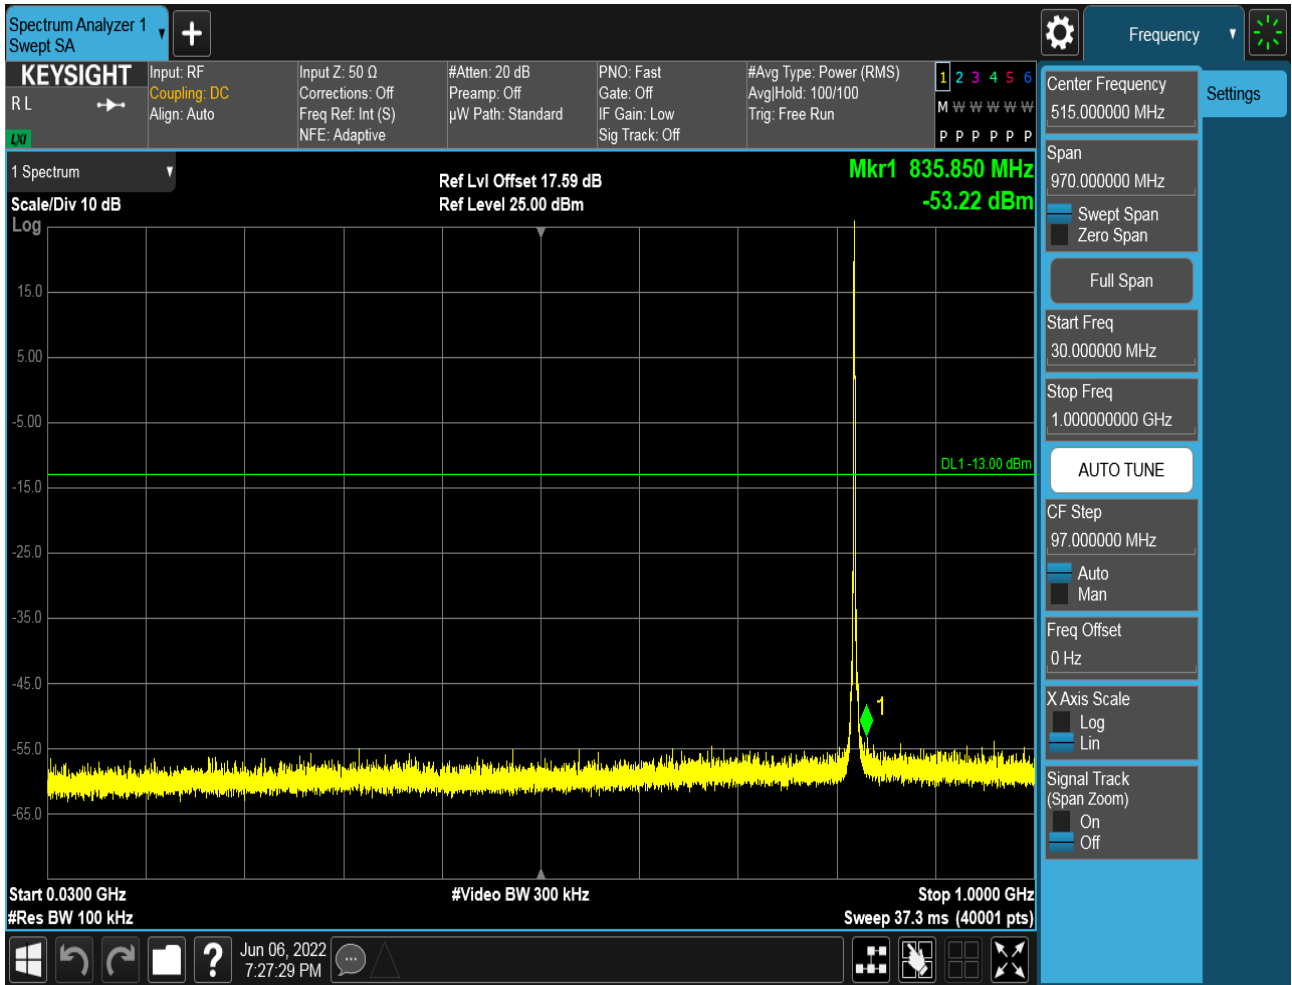 Spectrum Analyzer 1
Swept SA
Frequency
KEYSIGHT
R L
LXI
Input: RF
Coupling: DC
Align: Auto
Input Z: 50 Ω
Corrections: Off
Freq Ref: Int (S)
NFE: Adaptive
#Atten: 20 dB
Preamp: Off
µW Path: Standard
PNO: Fast
Gate: Off
IF Gain: Low
Sig Track: Off
#Avg Type: Power (RMS)
Avg|Hold: 100/100
Trig: Free Run
1 2 3 4 5 6
M W W W W W
P P P P P P
1 Spectrum
Scale/Div 10 dB
Log
Ref Lvl Offset 17.59 dB
Ref Level 25.00 dBm
Mkr1 835.850 MHz
-53.22 dBm
15.0
5.00
-5.00
-15.0
-25.0
-35.0
-45.0
-55.0
-65.0
DL1 -13.00 dBm
1
Start 0.0300 GHz
#Res BW 100 kHz
#Video BW 300 kHz
Stop 1.0000 GHz
Sweep 37.3 ms (40001 pts)
Center Frequency
515.000000 MHz
Settings
Span
970.000000 MHz
Swept Span
Zero Span
Full Span
Start Freq
30.000000 MHz
Stop Freq
1.000000000 GHz
AUTO TUNE
CF Step
97.000000 MHz
Auto
Man
Freq Offset
0 Hz
X Axis Scale
Log
Lin
Signal Track
(Span Zoom)
On
Off
?
Jun 06, 2022
7:27:29 PM